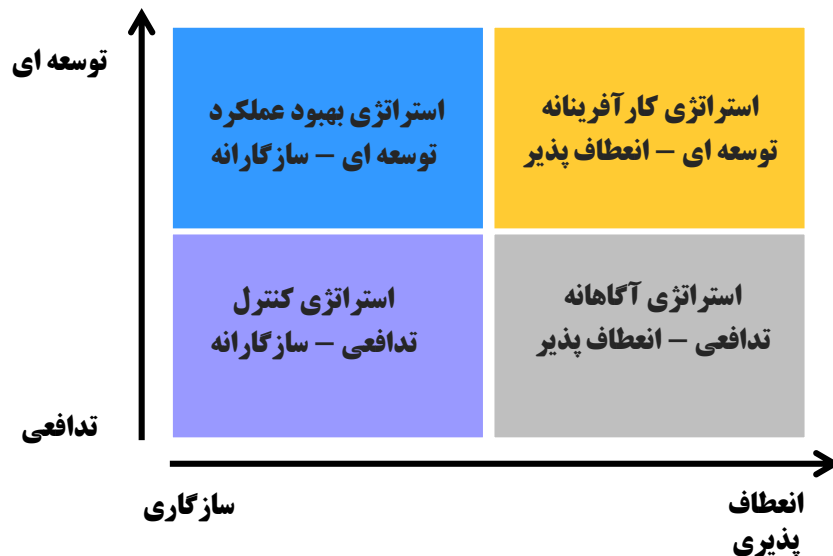 توسعه ای
استراتژی کارآفرینانه
توسعه ای – انعطاف پذیر
استراتژی بهبود عملکرد
توسعه ای – سازگارانه
استراتژی آگاهانه
تدافعی – انعطاف پذیر
استراتژی کنترل
تدافعی – سازگارانه
تدافعی
انعطاف
پذیری
سازگاری